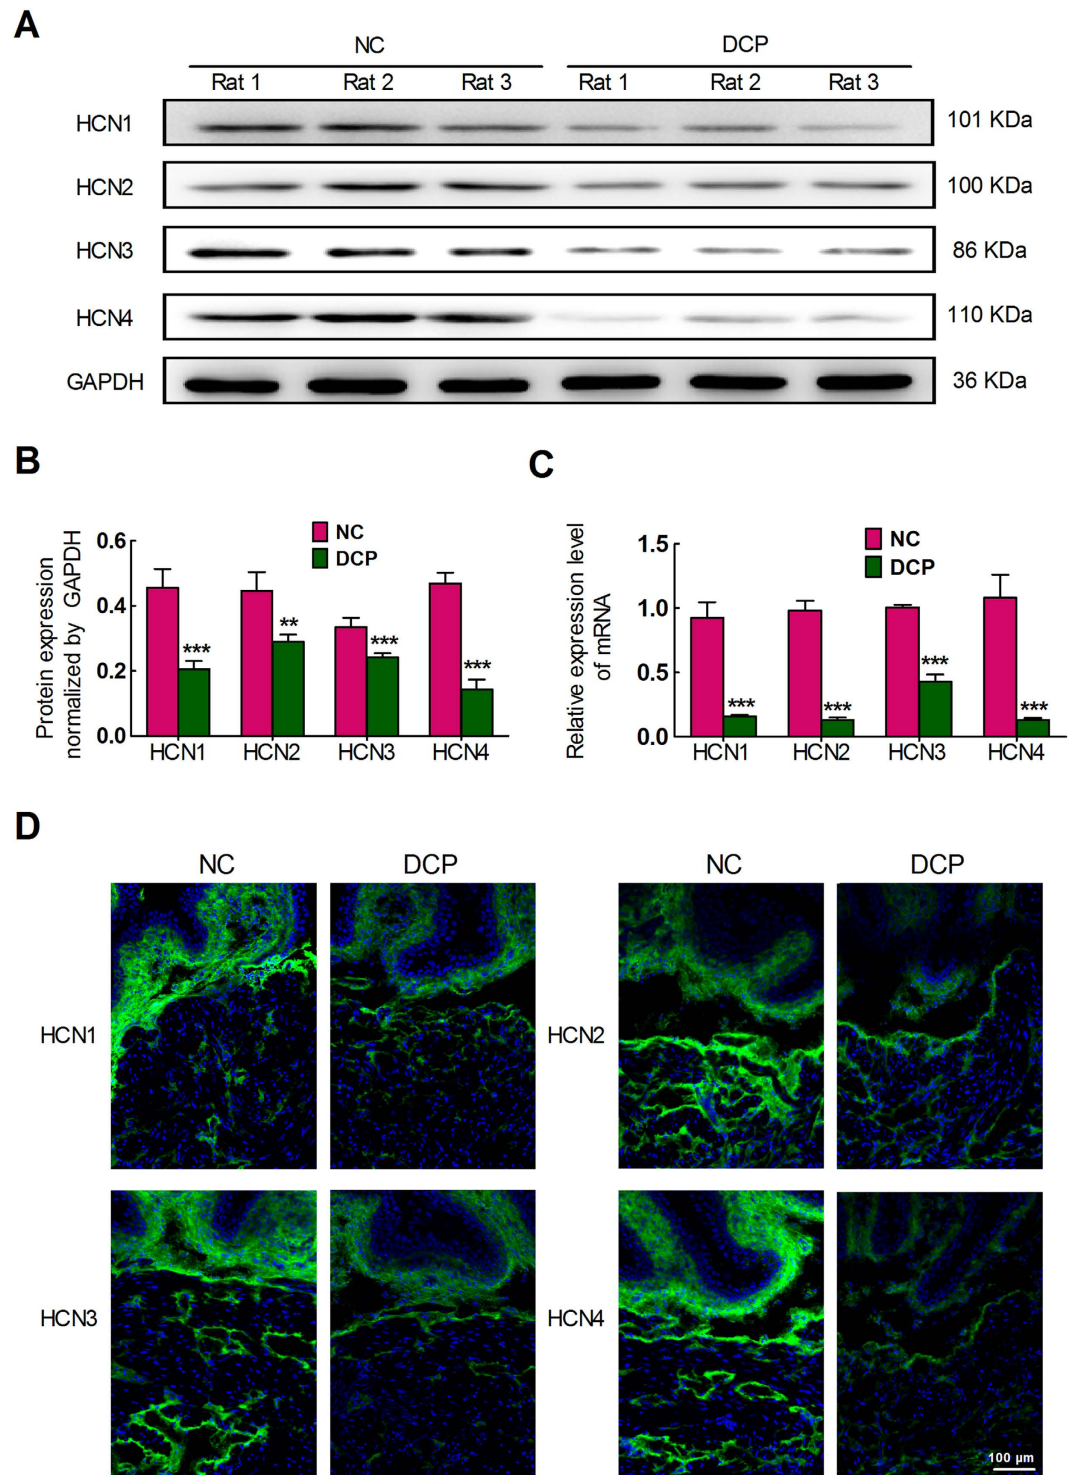 A
NC DCP
Rat 1 Rat 2 Rat 3 Rat 1 Rat 2 Rat 3
HCN1 101 KDa
HCN2 100 KDa
HCN3 86 KDa
HCN4 110 KDa
GAPDH 36 KDa
B
Protein expression
normalized by GAPDH
NC
DCP
0.6
0.4
0.2
0.0
*** ** *** ***
HCN1 HCN2 HCN3 HCN4
C
Relative expression level
of mRNA
NC
DCP
1.5
1.0
0.5
0.0
*** *** *** ***
HCN1 HCN2 HCN3 HCN4
D
NC DCP NC DCP
HCN1 HCN2
HCN3 HCN4
100 μm